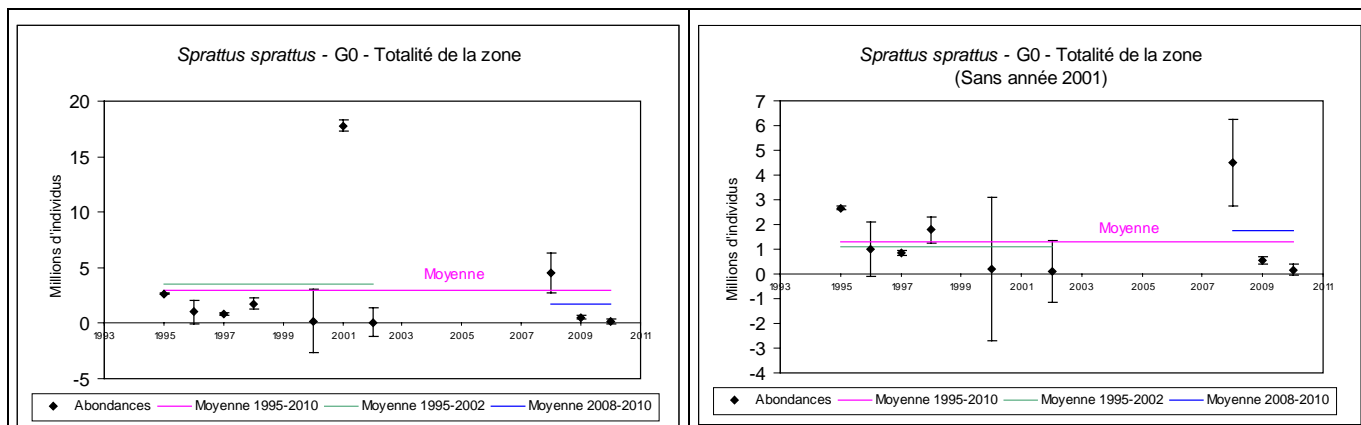 Sprattus sprattus - G0 - Totalité de la zone
20
15
10
5
0
-5
Millions d'individus
Moyenne
1993 1995 1997 1999 2001 2003 2005 2007 2009 2011
Abondances Moyenne 1995-2010 Moyenne 1995-2002 Moyenne 2008-2010
Sprattus sprattus - G0 - Totalité de la zone
(Sans année 2001)
7
6
5
4
3
2
1
0
-1
-2
-3
-4
Millions d'individus
Moyenne
1993 1995 1997 1999 2001 2003 2005 2007 2009 2011
Abondances Moyenne 1995-2010 Moyenne 1995-2002 Moyenne 2008-2010